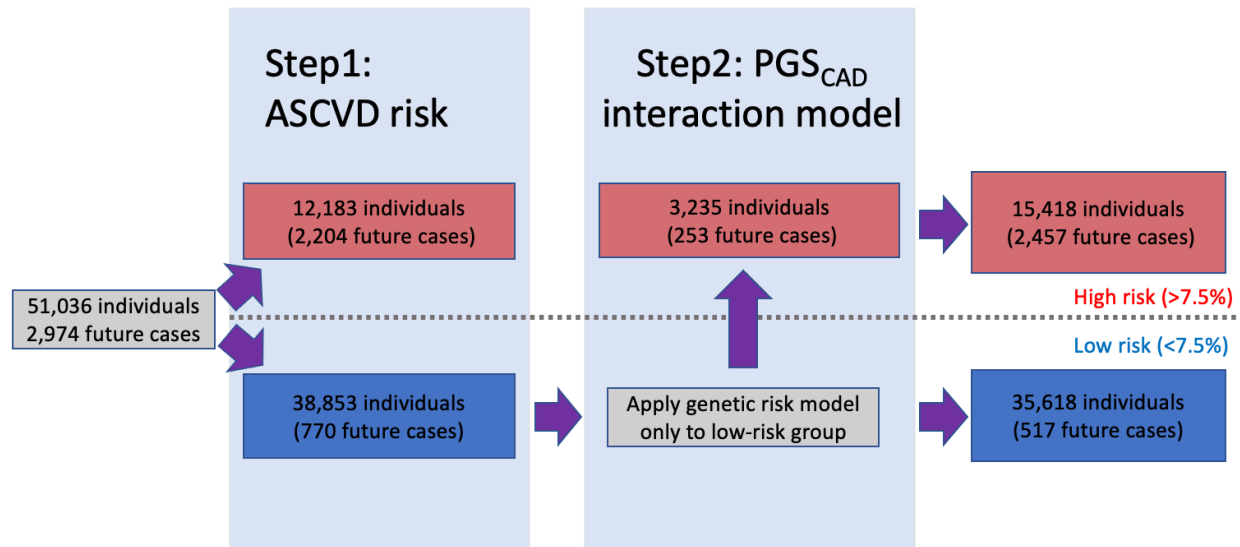 Step1:
ASCVD risk
Step2: PGSCAD
interaction model
12,183 individuals
(2,204 future cases)
3,235 individuals
(253 future cases)
15,418 individuals
(2,457 future cases)
51,036 individuals
2,974 future cases
High risk (>7.5%)
Low risk (<7.5%)
38,853 individuals
(770 future cases)
Apply genetic risk model
only to low-risk group
35,618 individuals
(517 future cases)